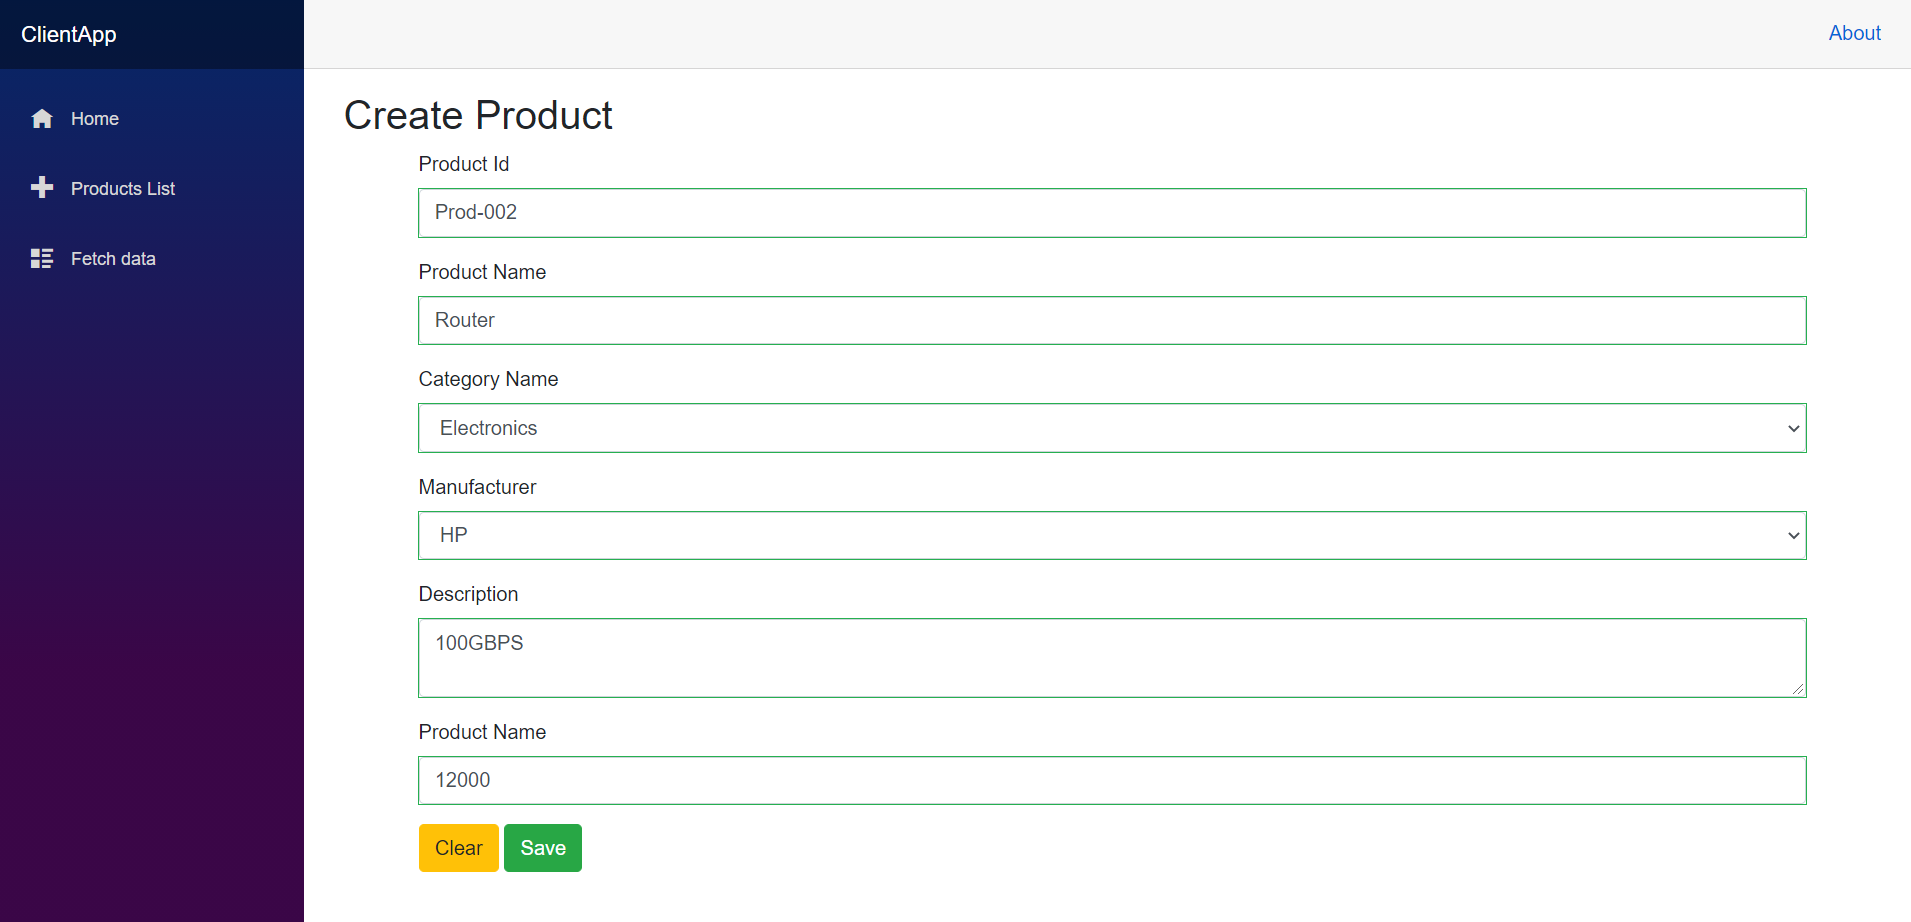 ClientApp
About
Home
Products List
Fetch data
Create Product
Product Id
Prod-002
Product Name
Router
Category Name
Electronics
Manufacturer
HP
Description
100GBPS
Product Name
12000
Clear Save